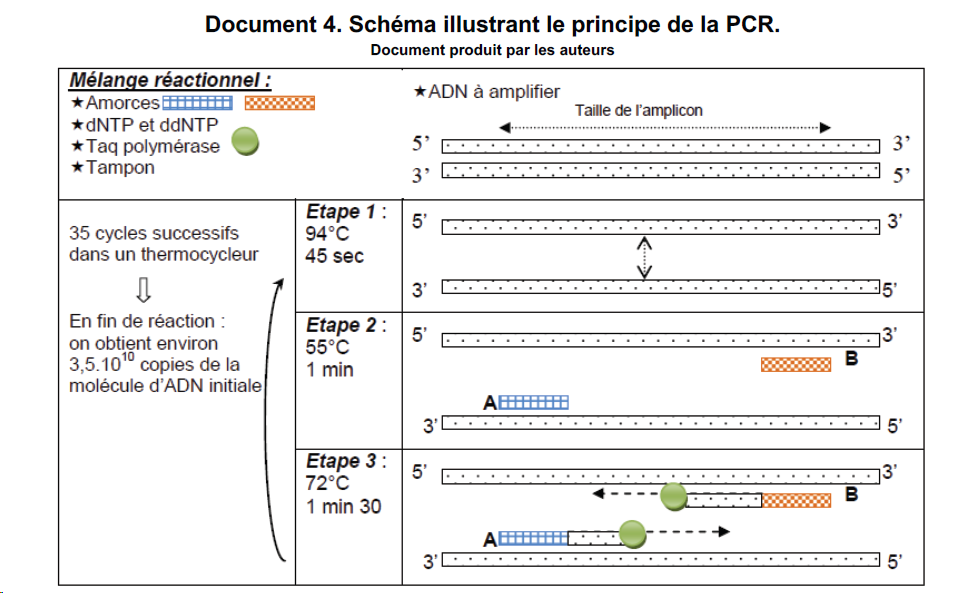 Document 4. Schéma illustrant le principe de la PCR.
Document produit par les auteurs
Mélange réactionnel :
★Amorces
★dNTP et ddNTP
★Taq polymérase
★Tampon
★ADN à amplifier
Taille de l'amplicon
5' 3'
3' 5'
35 cycles successifs
dans un thermocycleur
En fin de réaction :
on obtient environ
3,5.10¹⁰ copies de la
molécule d'ADN initiale
Etape 1 :
94°C
45 sec
5' 3'
3' 5'
Etape 2 :
55°C
1 min
5' 3'
B
A
3' 5'
Etape 3 :
72°C
1 min 30
5' 3'
B
A
3' 5'